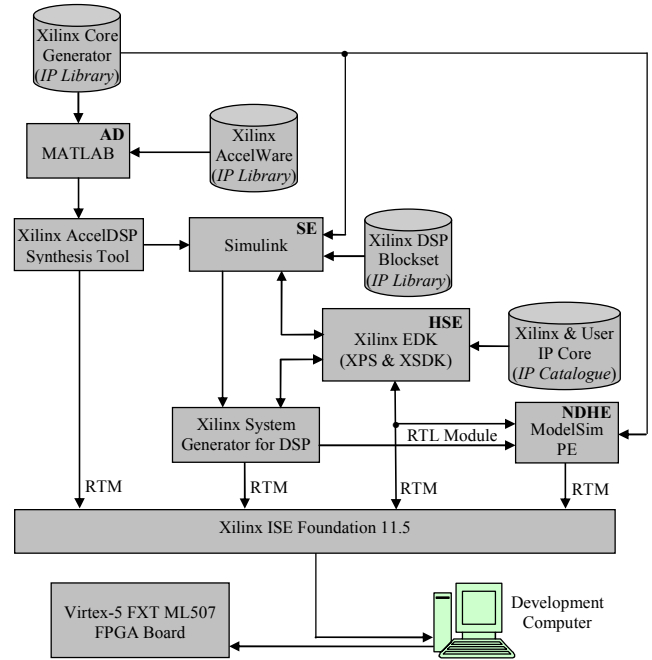 Xilinx Core
Generator
(IP Library)
AD
MATLAB
Xilinx
AccelWare
(IP Library)
Xilinx AccelDSP
Synthesis Tool
SE
Simulink
Xilinx DSP
Blockset
(IP Library)
HSE
Xilinx EDK
(XPS & XSDK)
Xilinx & User
IP Core
(IP Catalogue)
Xilinx System
Generator for DSP
RTL Module
NDHE
ModelSim
PE
RTM
RTM
RTM
RTM
Xilinx ISE Foundation 11.5
Virtex-5 FXT ML507
FPGA Board
Development
Computer